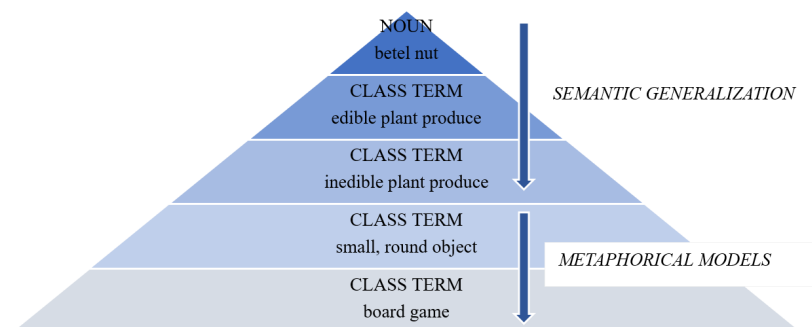 NOUN
betel nut
CLASS TERM
edible plant produce
SEMANTIC GENERALIZATION
CLASS TERM
inedible plant produce
CLASS TERM
small, round object
METAPHORICAL MODELS
CLASS TERM
board game